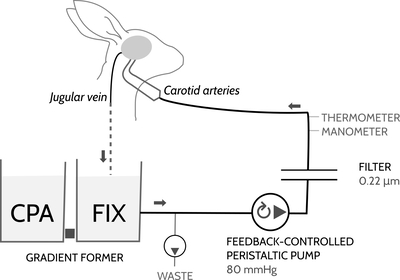 Jugular vein
Carotid arteries
THERMOMETER
MANOMETER
FILTER
0.22 µm
CPA
FIX
GRADIENT FORMER
WASTE
FEEDBACK-CONTROLLED
PERISTALTIC PUMP
80 mmHg